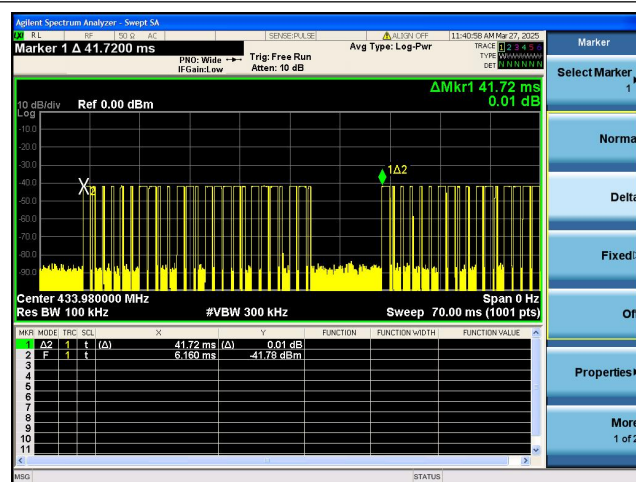 Agilent Spectrum Analyzer - Swept SA
RL RF 50 Ω AC SENSE:PULSE ALIGN OFF 11:40:58 AM Mar 27, 2025
Marker 1 Δ 41.7200 ms
PNO: Wide Trig: Free Run Avg Type: Log-Pwr TRACE 1 2 3 4 5 6
IFGain:Low Atten: 10 dB TYPE WWWWWW
DET N N N N N N
ΔMkr1 41.72 ms
0.01 dB
10 dB/div Ref 0.00 dBm
Log
-10.0
-20.0
-30.0
1Δ2
-40.0
2
-50.0
-60.0
-70.0
-80.0
-90.0
Center 433.980000 MHz Span 0 Hz
Res BW 100 kHz #VBW 300 kHz Sweep 70.00 ms (1001 pts)
MKR MODE TRC SCL X Y FUNCTION FUNCTION WIDTH FUNCTION VALUE
1 Δ2 1 t (Δ) 41.72 ms (Δ) 0.01 dB
2 F 1 t 6.160 ms -41.78 dBm
3
4
5
6
7
8
9
10
11
MSG STATUS
Marker
Select Marker
1
Norma
Delta
Fixed
Of
Properties
More
1 of 2